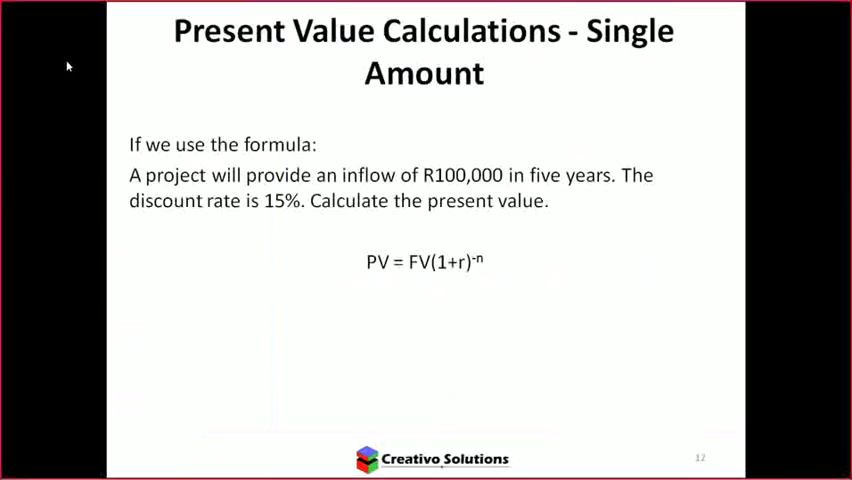 Present Value Calculations - Single
Amount
If we use the formula:
A project will provide an inflow of R100,000 in five years. The
discount rate is 15%. Calculate the present value.
PV = FV(1+r)⁻ⁿ
Creativo Solutions
12